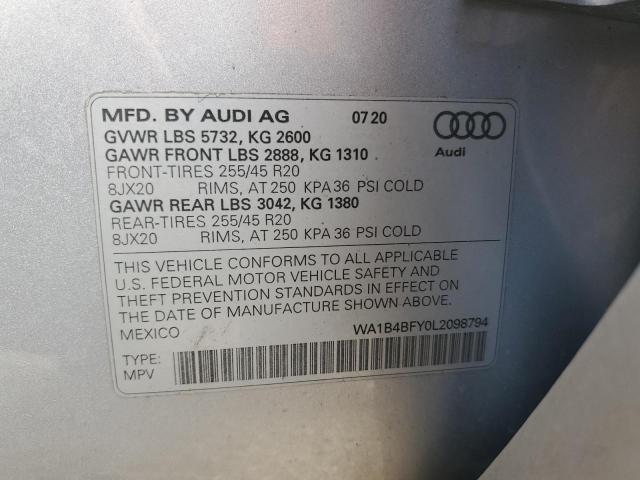 MFD. BY AUDI AG 07 20
GVWR LBS 5732, KG 2600
GAWR FRONT LBS 2888, KG 1310
FRONT-TIRES 255/45 R20
8JX20 RIMS, AT 250 KPA 36 PSI COLD
GAWR REAR LBS 3042, KG 1380
REAR-TIRES 255/45 R20
8JX20 RIMS, AT 250 KPA 36 PSI COLD
Audi
THIS VEHICLE CONFORMS TO ALL APPLICABLE
U.S. FEDERAL MOTOR VEHICLE SAFETY AND
THEFT PREVENTION STANDARDS IN EFFECT ON
THE DATE OF MANUFACTURE SHOWN ABOVE.
MEXICO WA1B4BFY0L2098794
TYPE:
MPV